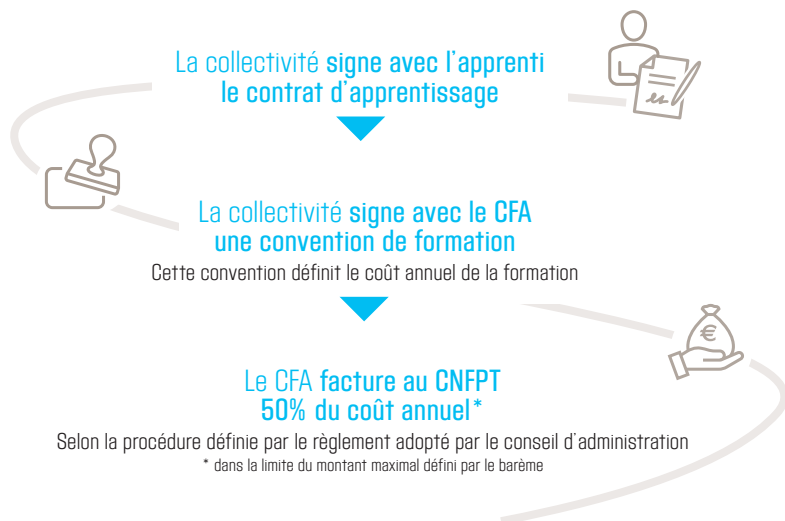 La collectivité signe avec l'apprenti
le contrat d'apprentissage
La collectivité signe avec le CFA
une convention de formation
Cette convention définit le coût annuel de la formation
€
Le CFA facture au CNFPT
50% du coût annuel*
Selon la procédure définie par le règlement adopté par le conseil d'administration
* dans la limite du montant maximal défini par le barème